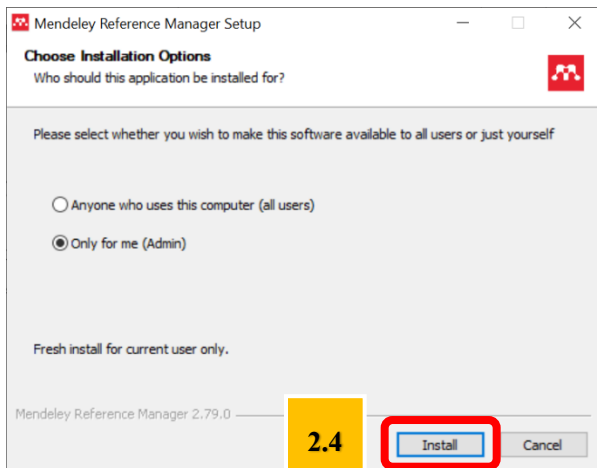 Mendeley Reference Manager Setup
Choose Installation Options
Who should this application be installed for?
Please select whether you wish to make this software available to all users or just yourself
Anyone who uses this computer (all users)
Only for me (Admin)
Fresh install for current user only.
Mendeley Reference Manager 2.79.0
2.4
Install
Cancel